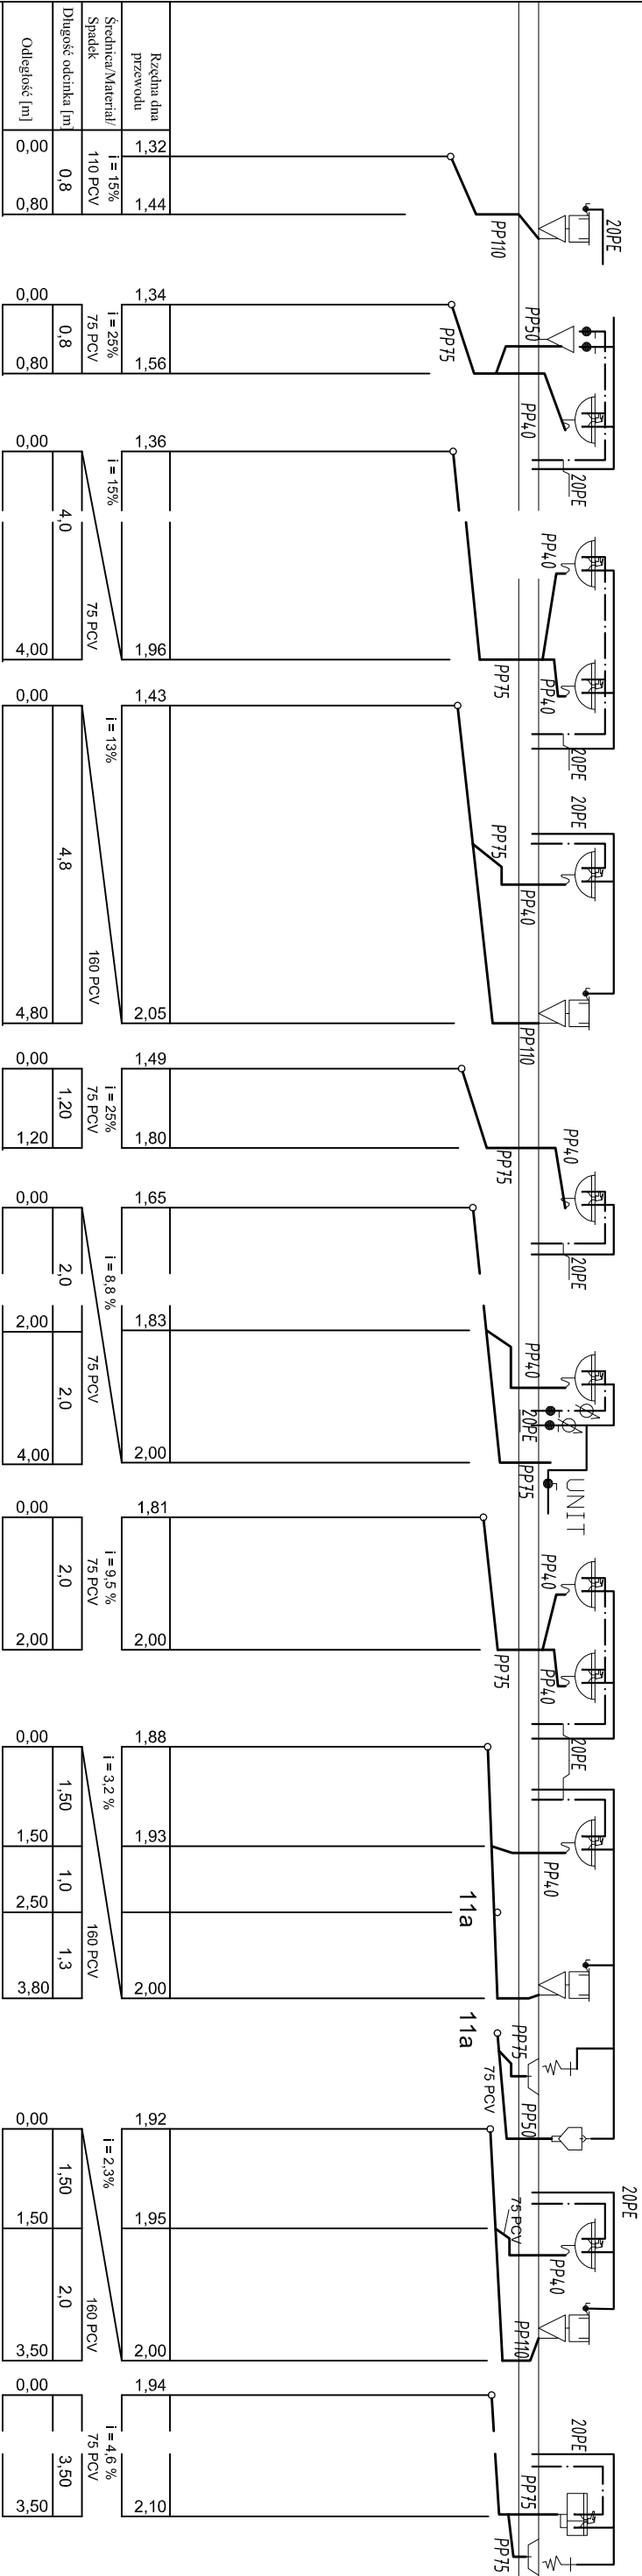 Rzędna dna
przewodu
Średnica/Materiał/
Spadek
Długość odcinka [m]
Odległość [m]
20PE
PP110
1,32
1,44
i = 15%
110 PCV
0,8
0,00
0,80
PP50
PP40
PP75
20PE
1,34
1,56
i = 25%
75 PCV
0,8
0,00
0,80
PP40
PP40
PP75
20PE
1,36
1,96
i = 15%
75 PCV
4,0
0,00
4,00
20PE
PP75
PP40
PP110
1,43
2,05
i = 13%
160 PCV
4,8
0,00
4,80
PP40
PP75
20PE
1,49
1,80
i = 25%
75 PCV
1,20
0,00
1,20
PP40
20PE
PP75
UNIT
1,65
1,83
2,00
i = 8,8 %
75 PCV
2,0
2,0
0,00
2,00
4,00
PP40
PP40
PP75
20PE
1,81
2,00
i = 9,5 %
75 PCV
2,0
0,00
2,00
PP40
11a
1,88
1,93
2,00
i = 3,2 %
160 PCV
1,50
1,0
1,3
0,00
1,50
2,50
3,80
11a
PP75
75 PCV
PP50
20PE
75 PCV
PP40
PP110
1,92
1,95
2,00
i = 2,3%
160 PCV
1,50
2,0
0,00
1,50
3,50
20PE
PP75
PP75
1,94
2,10
i = 4,6 %
75 PCV
3,50
0,00
3,50